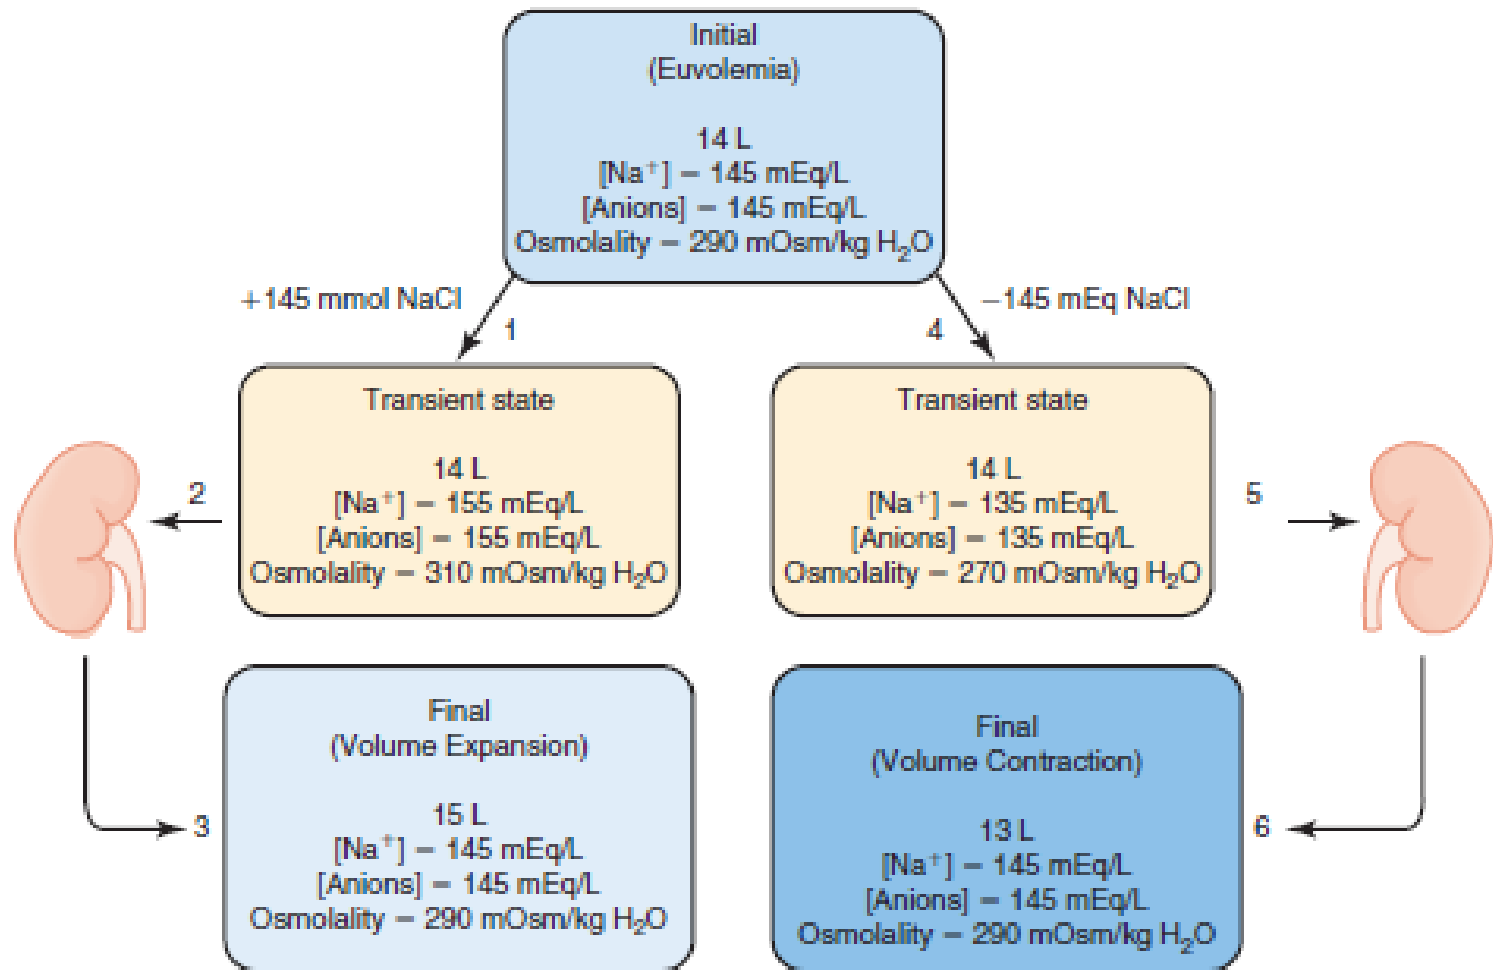 Initial
(Euvolemia)
14 L
[Na⁺] – 145 mEq/L
[Anions] – 145 mEq/L
Osmolality – 290 mOsm/kg H₂O
+145 mmol NaCl
1
4
–145 mEq NaCl
Transient state
14 L
[Na⁺] – 155 mEq/L
[Anions] – 155 mEq/L
Osmolality – 310 mOsm/kg H₂O
2
Transient state
14 L
[Na⁺] – 135 mEq/L
[Anions] – 135 mEq/L
Osmolality – 270 mOsm/kg H₂O
5
3
Final
(Volume Expansion)
15 L
[Na⁺] – 145 mEq/L
[Anions] – 145 mEq/L
Osmolality – 290 mOsm/kg H₂O
Final
(Volume Contraction)
13 L
[Na⁺] – 145 mEq/L
[Anions] – 145 mEq/L
Osmolality – 290 mOsm/kg H₂O
6